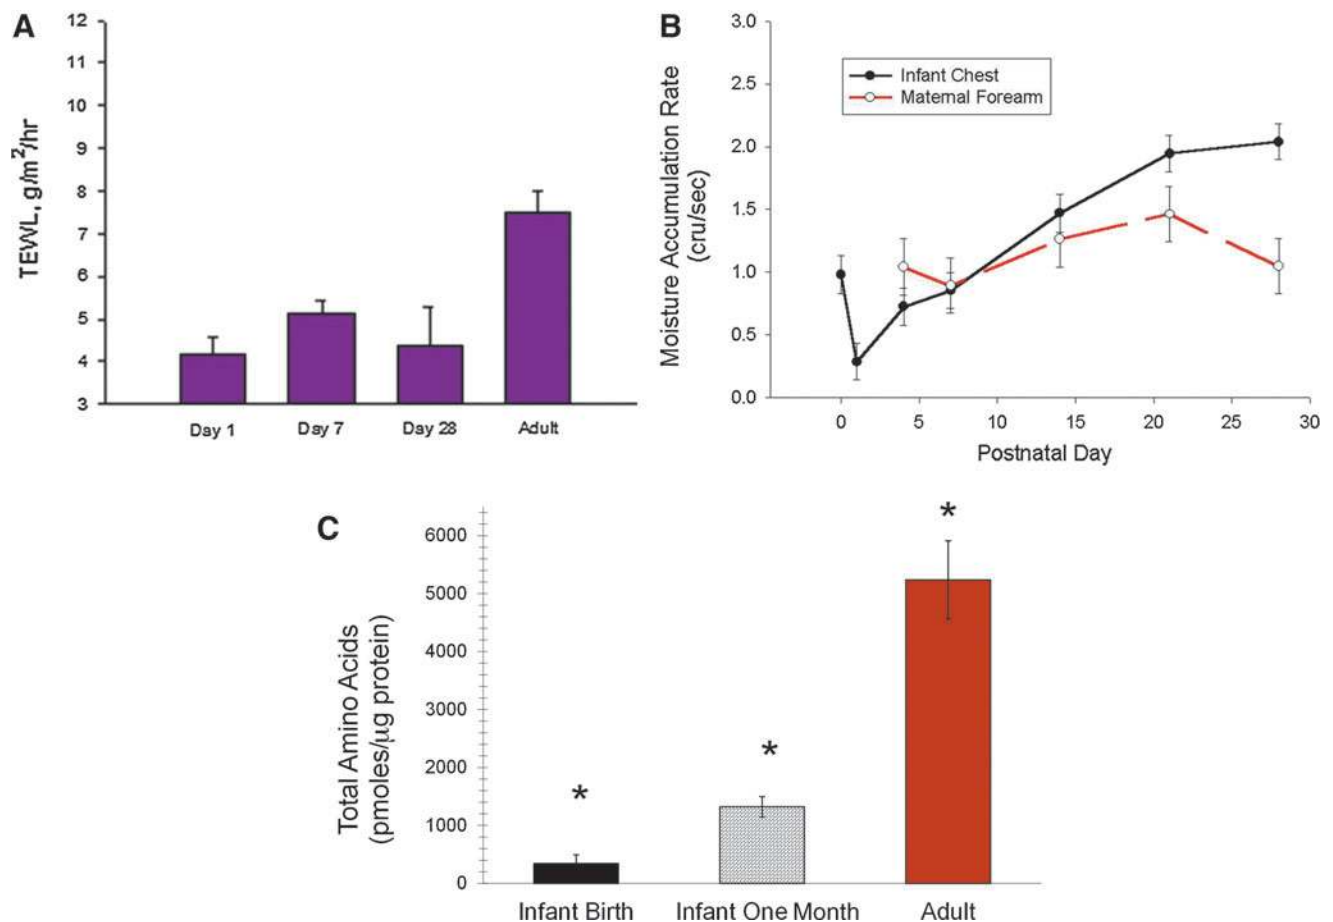 A
TEWL, g/m²/hr
12
11
10
9
8
7
6
5
4
3
Day 1
Day 7
Day 28
Adult
B
Moisture Accumulation Rate
(cru/sec)
3.0
2.5
2.0
1.5
1.0
0.5
0.0
Infant Chest
Maternal Forearm
0
5
10
15
20
25
30
Postnatal Day
C
Total Amino Acids
(pmoles/µg protein)
6000
5000
4000
3000
2000
1000
0
*
*
*
Infant Birth
Infant One Month
Adult